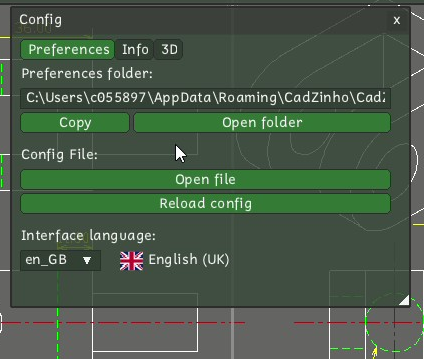 Config
x
Preferences Info 3D
Preferences folder:
C:\Users\c055897\AppData\Roaming\CadZinho\Cad
Copy Open folder
Config File:
Open file
Reload config
Interface language:
en_GB English (UK)